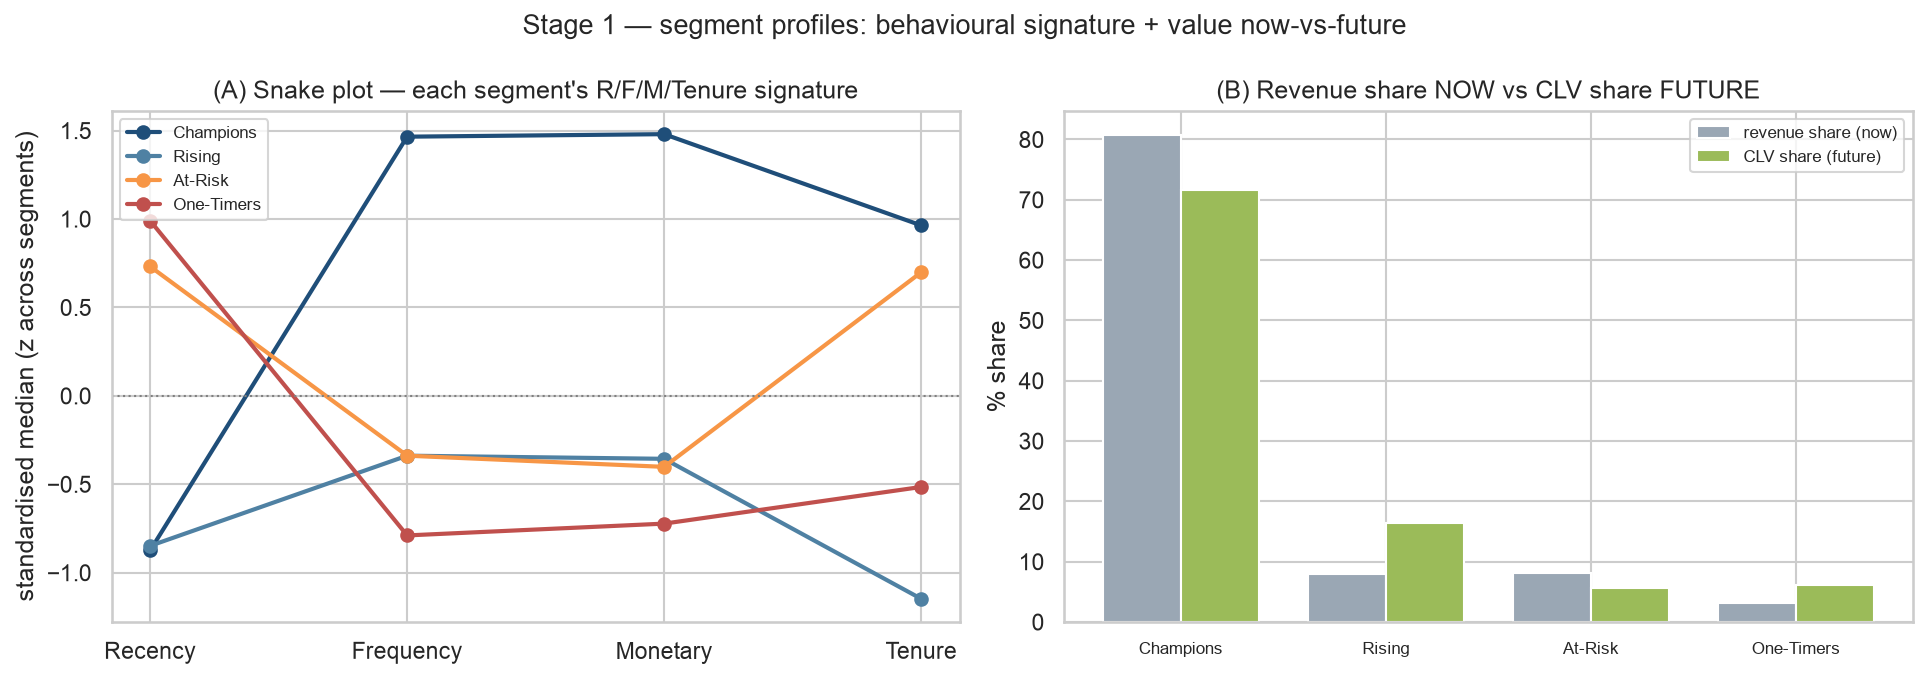 Stage 1 — segment profiles: behavioural signature + value now-vs-future
(A) Snake plot — each segment's R/F/M/Tenure signature
standardised median (z across segments)
1.5
1.0
0.5
0.0
−0.5
−1.0
Champions
Rising
At-Risk
One-Timers
Recency
Frequency
Monetary
Tenure
(B) Revenue share NOW vs CLV share FUTURE
% share
80
70
60
50
40
30
20
10
0
revenue share (now)
CLV share (future)
Champions
Rising
At-Risk
One-Timers